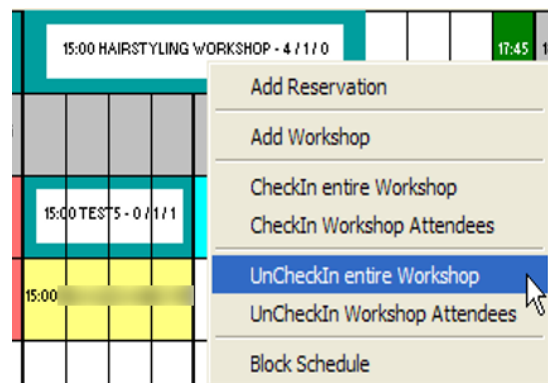 15:00 HAIRSTYLING WORKSHOP - 4 / 1 / 0
17:45
Add Reservation
Add Workshop
CheckIn entire Workshop
CheckIn Workshop Attendees
15:00 TEST5 - 0 / 1 / 1
UnCheckIn entire Workshop
15:00
UnCheckIn Workshop Attendees
Block Schedule